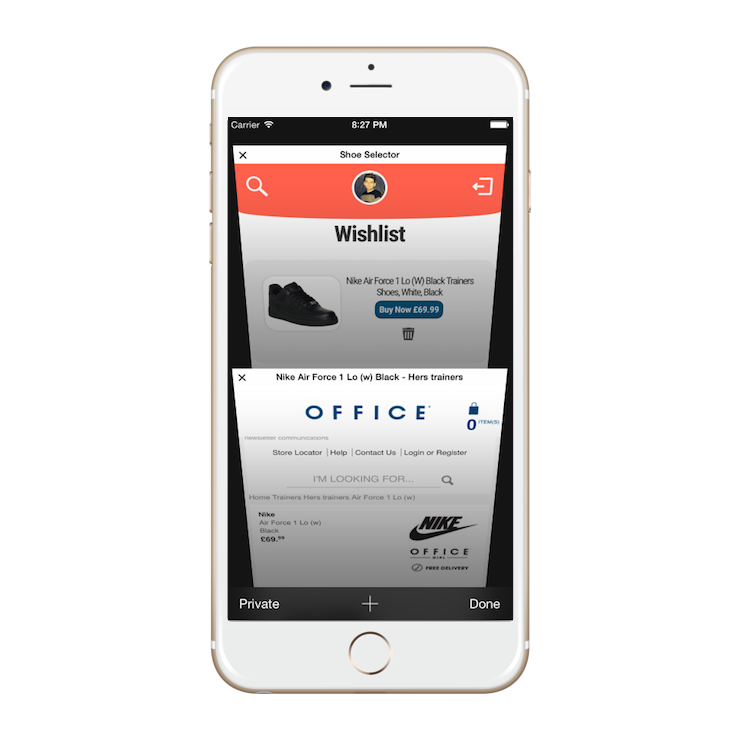 Carrier 8:27 PM
Shoe Selector
Wishlist
Nike Air Force 1 Lo (W) Black Trainers
Shoes, White, Black
Buy Now £69.99
Nike Air Force 1 Lo (w) Black - Hers trainers
OFFICE
0 ITEM(S)
newsletter communications
Store Locator | Help | Contact Us | Login or Register
I'M LOOKING FOR...
Home Trainers Hers trainers Air Force 1 Lo (w)
Nike
Air Force 1 Lo (w)
Black
£69.99
NIKE
OFFICE
GIRL
FREE DELIVERY
Private + Done